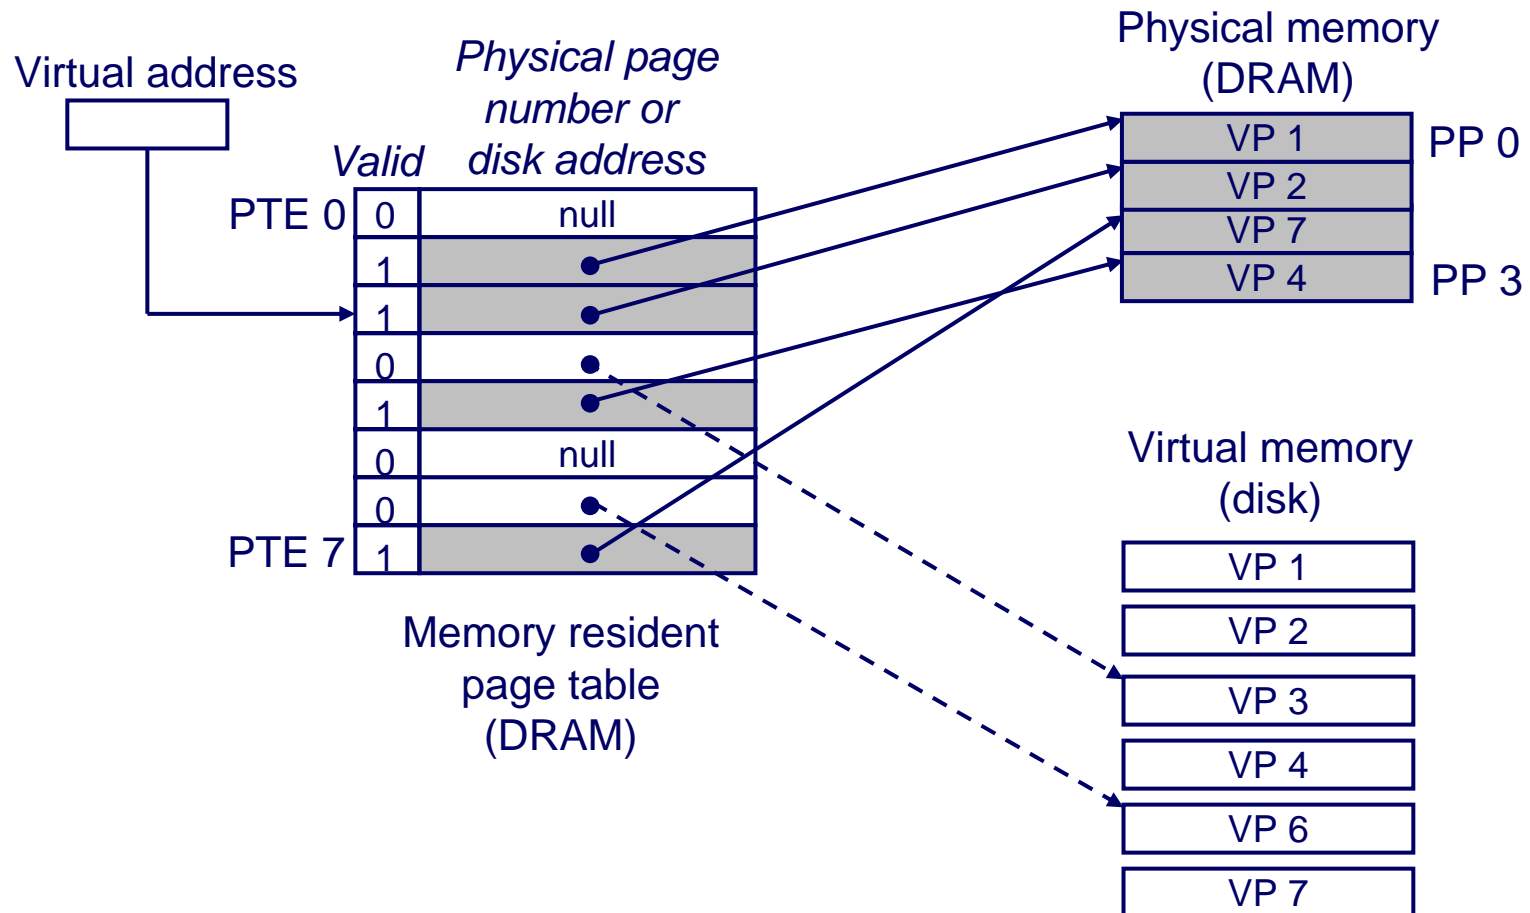 Virtual address
Physical page
number or
disk address
Valid
PTE 0
0
null
1
1
0
1
0
null
0
PTE 7
1
Memory resident
page table
(DRAM)
Physical memory
(DRAM)
VP 1
PP 0
VP 2
VP 7
VP 4
PP 3
Virtual memory
(disk)
VP 1
VP 2
VP 3
VP 4
VP 6
VP 7